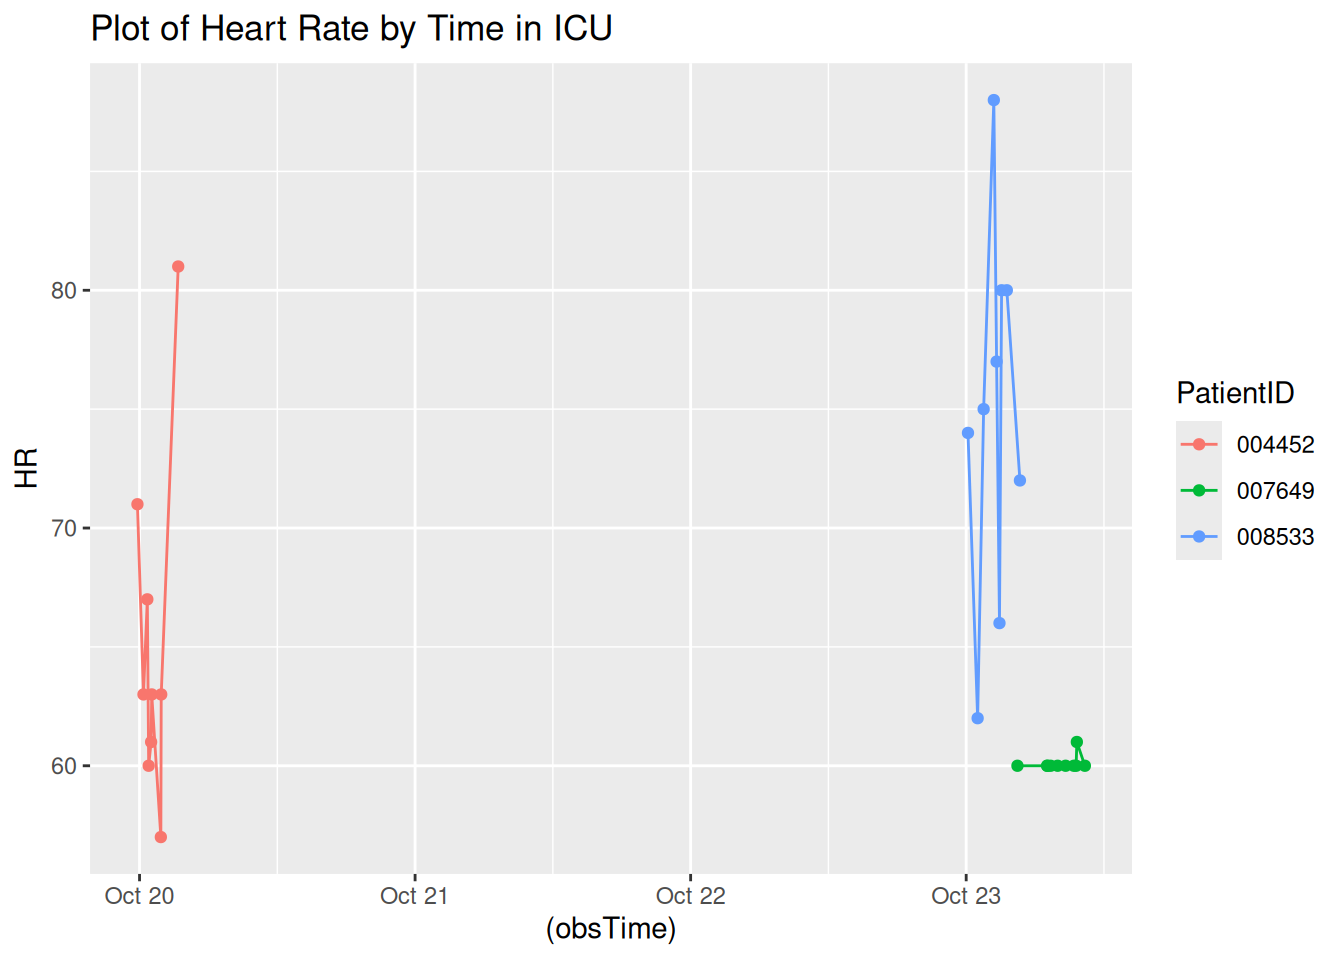 Plot of Heart Rate by Time in ICU
80
70
60
HR
Oct 20
Oct 21
Oct 22
Oct 23
(obsTime)
PatientID
004452
007649
008533